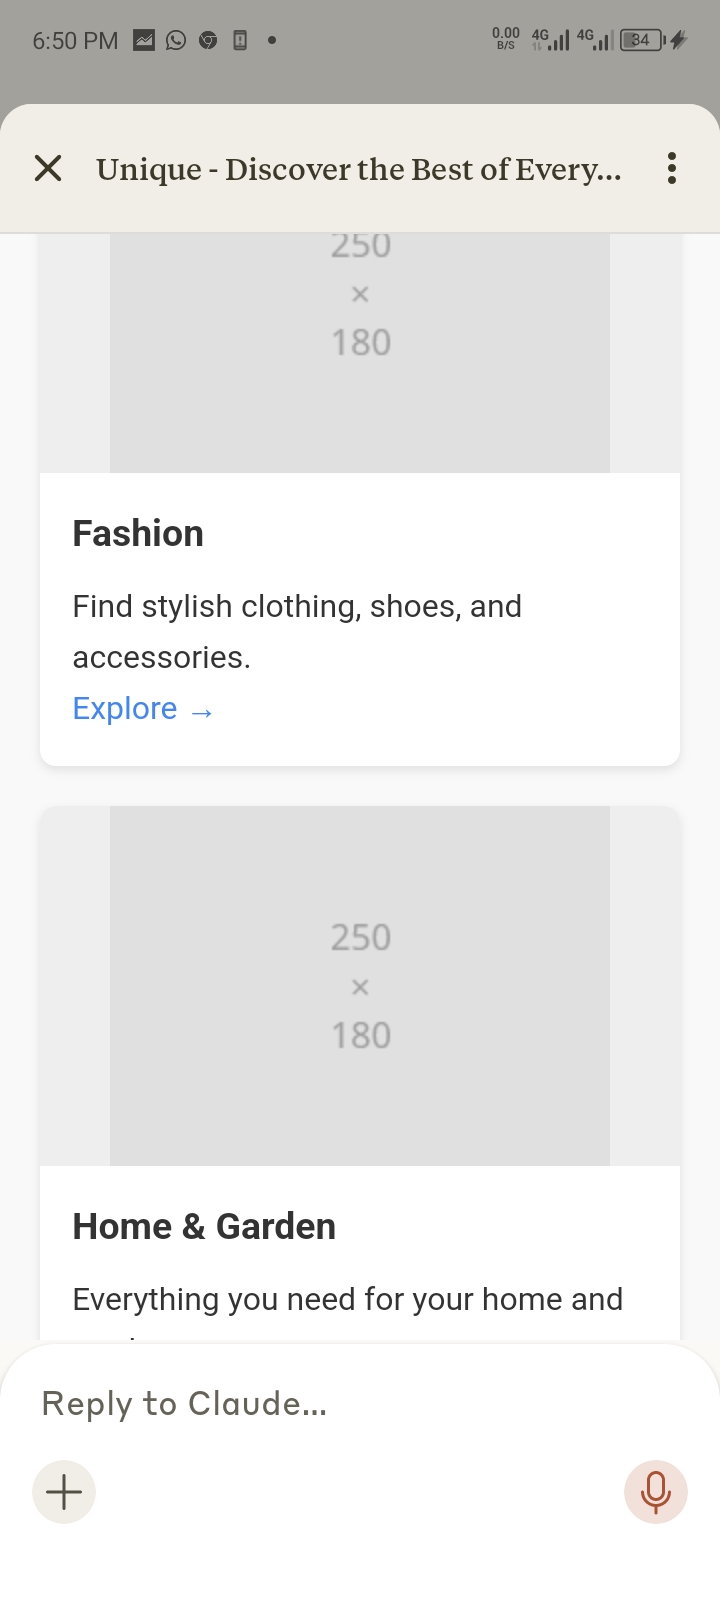 6:50 PM
0.00
B/S
4G
4G
34
Unique - Discover the Best of Every...
250
×
180
Fashion
Find stylish clothing, shoes, and
accessories.
Explore →
250
×
180
Home & Garden
Everything you need for your home and
Reply to Claude...